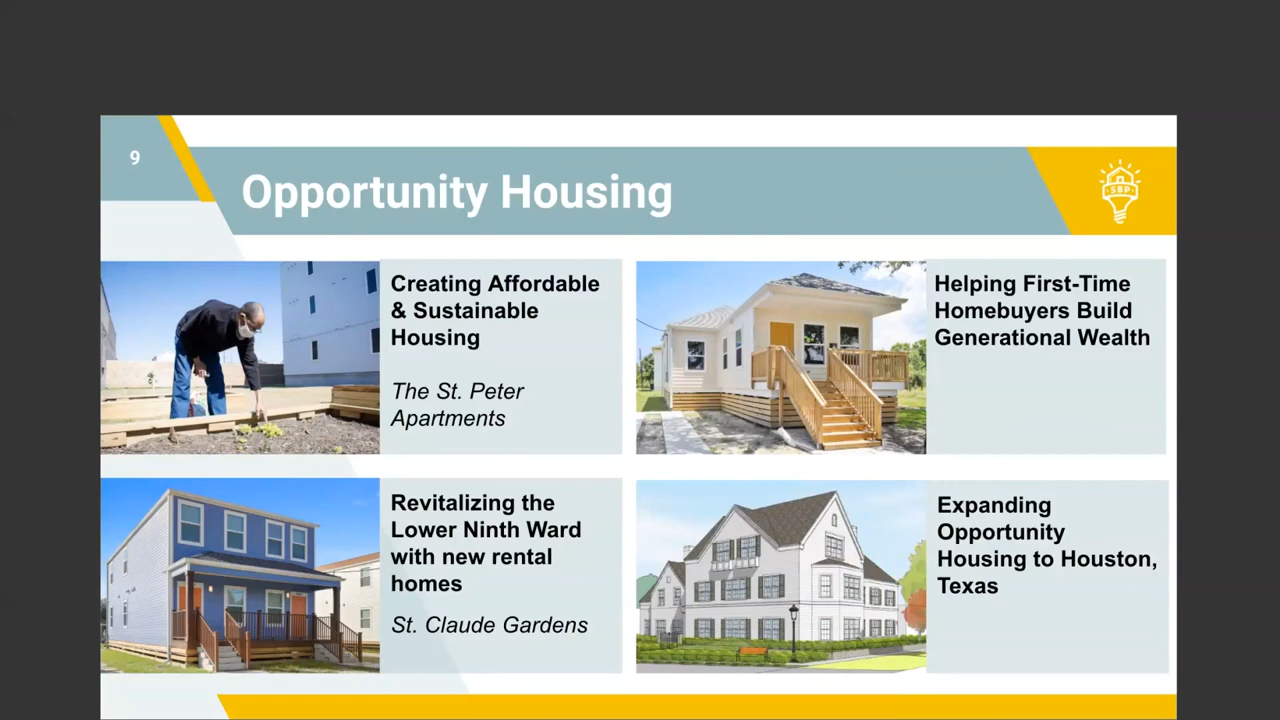 9
Opportunity Housing
SBP
Creating Affordable
& Sustainable
Housing
The St. Peter
Apartments
Helping First-Time
Homebuyers Build
Generational Wealth
Revitalizing the
Lower Ninth Ward
with new rental
homes
St. Claude Gardens
Expanding
Opportunity
Housing to Houston,
Texas